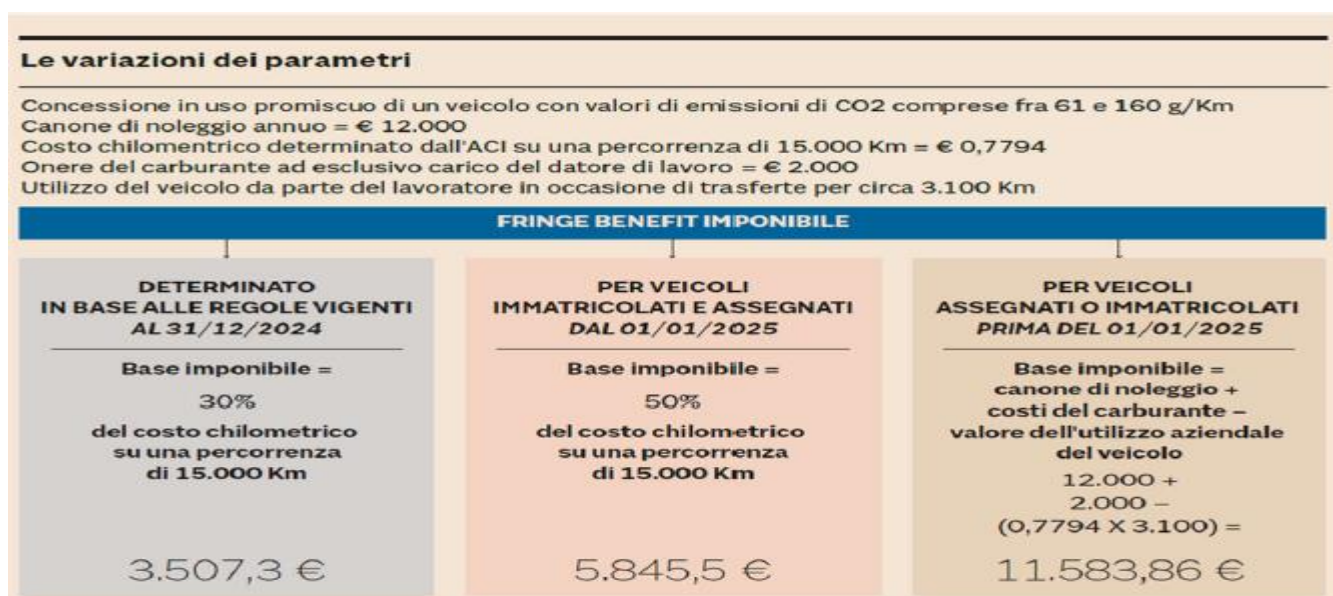 Le variazioni dei parametri
Concessione in uso promiscuo di un veicolo con valori di emissioni di CO2 comprese fra 61 e 160 g/Km
Canone di noleggio annuo = € 12.000
Costo chilomentrico determinato dall'ACI su una percorrenza di 15.000 Km = € 0,7794
Onere del carburante ad esclusivo carico del datore di lavoro = € 2.000
Utilizzo del veicolo da parte del lavoratore in occasione di trasferte per circa 3.100 Km
FRINGE BENEFIT IMPONIBILE
DETERMINATO
IN BASE ALLE REGOLE VIGENTI
AL 31/12/2024
Base imponibile =
30%
del costo chilometrico
su una percorrenza
di 15.000 Km
3.507,3 €
PER VEICOLI
IMMATRICOLATI E ASSEGNATI
DAL 01/01/2025
Base imponibile =
50%
del costo chilometrico
su una percorrenza
di 15.000 Km
5.845,5 €
PER VEICOLI
ASSEGNATI O IMMATRICOLATI
PRIMA DEL 01/01/2025
Base imponibile =
canone di noleggio +
costi del carburante –
valore dell'utilizzo aziendale
del veicolo
12.000 +
2.000 –
(0,7794 X 3.100) =
11.583,86 €